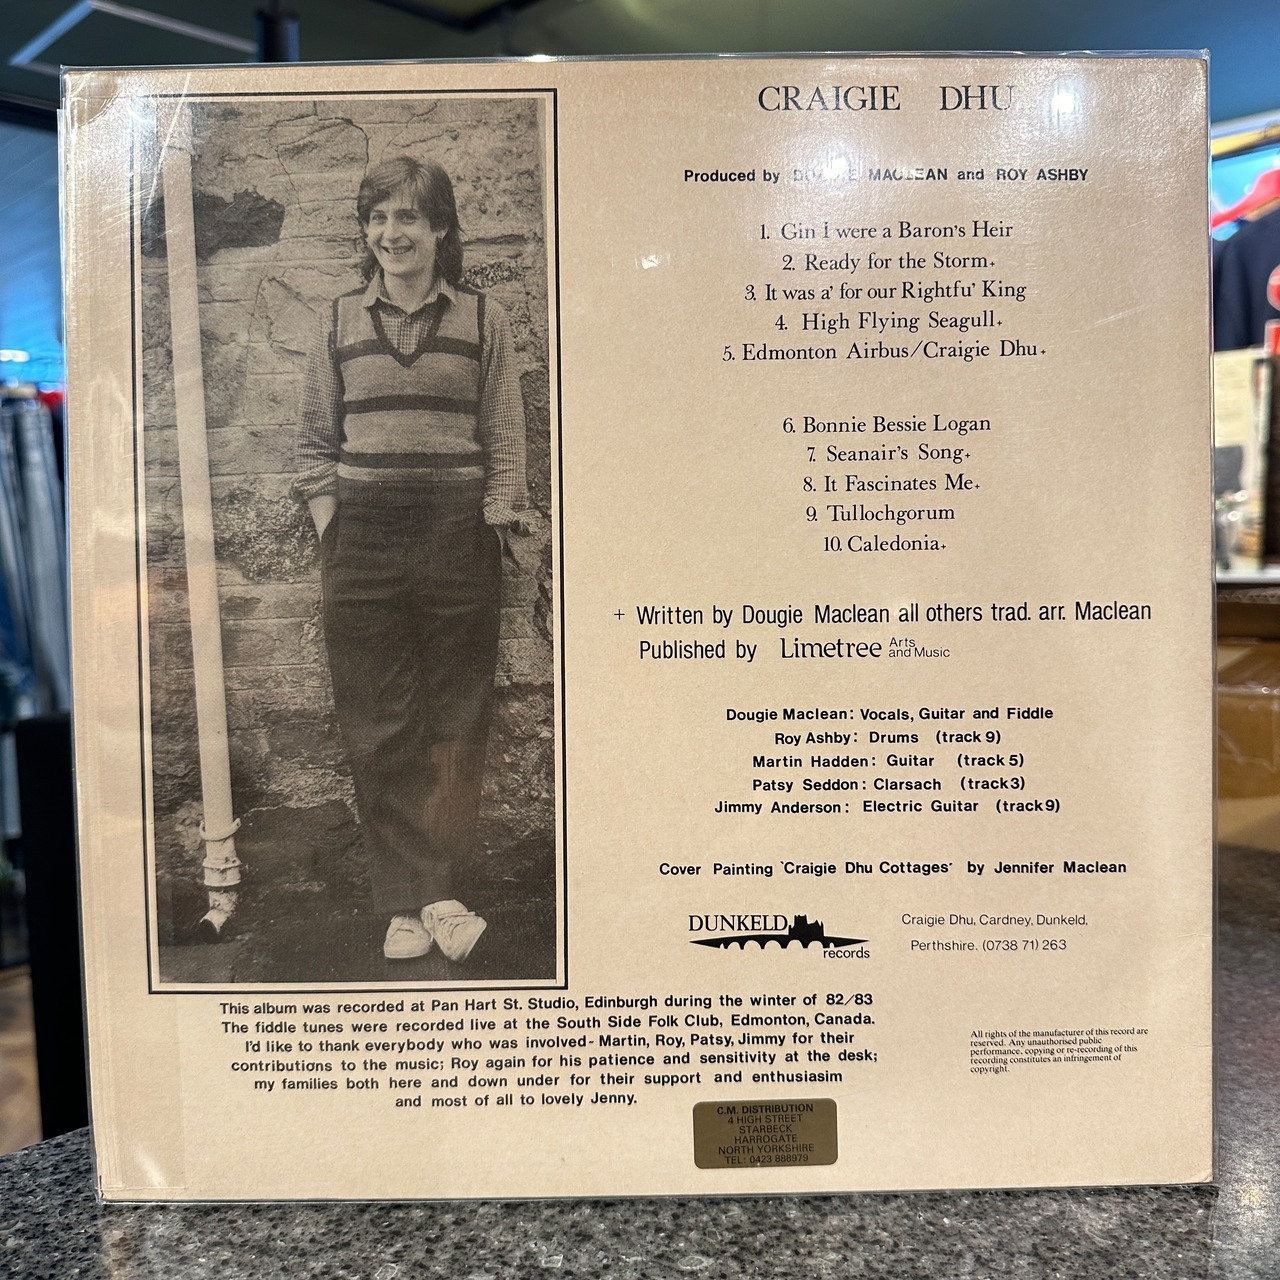 CRAIGIE DHU
Produced by DOUGIE MACLEAN and ROY ASHBY
1. Gin I were a Baron's Heir
2. Ready for the Storm+
3. It was a' for our Rightfu' King
4. High Flying Seagull+
5. Edmonton Airbus/Craigie Dhu+
6. Bonnie Bessie Logan
7. Seanair's Song+
8. It Fascinates Me+
9. Tullochgorum
10. Caledonia+
+ Written by Dougie Maclean all others trad. arr. Maclean
Published by Limetree Arts and Music
Dougie Maclean: Vocals, Guitar and Fiddle
Roy Ashby: Drums (track 9)
Martin Hadden: Guitar (track 5)
Patsy Seddon: Clarsach (track3)
Jimmy Anderson: Electric Guitar (track9)
Cover Painting 'Craigie Dhu Cottages' by Jennifer Maclean
DUNKELD records
Craigie Dhu, Cardney, Dunkeld,
Perthshire. (0738 71) 263
This album was recorded at Pan Hart St. Studio, Edinburgh during the winter of 82/83
The fiddle tunes were recorded live at the South Side Folk Club, Edmonton, Canada.
I'd like to thank everybody who was involved- Martin, Roy, Patsy, Jimmy for their
contributions to the music; Roy again for his patience and sensitivity at the desk;
my families both here and down under for their support and enthusiasim
and most of all to lovely Jenny.
All rights of the manufacturer of this record are
reserved. Any unauthorised public
performance, copying or re-recording of this
recording constitutes an infringement of
copyright.
C.M. DISTRIBUTION
4 HIGH STREET
STARBECK
HARROGATE
NORTH YORKSHIRE
TEL: 0423 888979